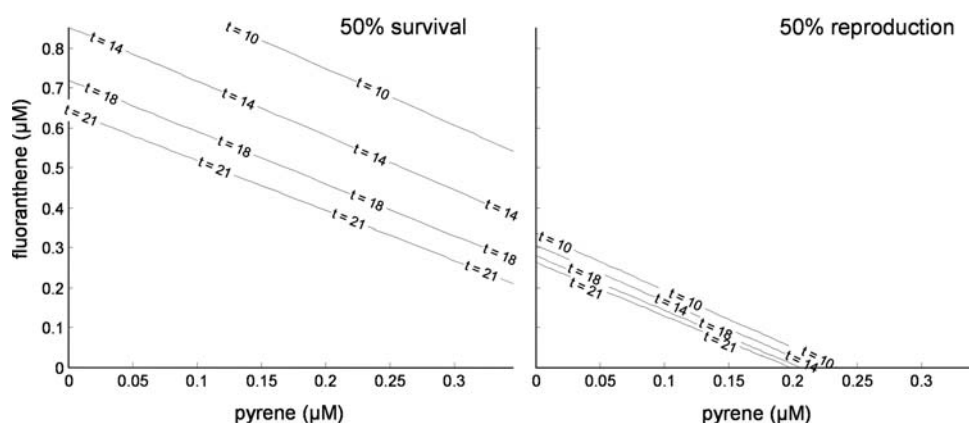 50% survival
50% reproduction
fluoranthene (µM)
0.8
0.7
0.6
0.5
0.4
0.3
0.2
0.1
0
t = 10
t = 10
t = 14
t = 14
t = 14
t = 14
t = 18
t = 18
t = 18
t = 18
t = 21
t = 21
t = 21
t = 21
0 0.05 0.1 0.15 0.2 0.25 0.3
pyrene (µM)
t = 10
t = 10
t = 10
t = 18
t = 14
t = 18
t = 14
t = 21
t = 21
0 0.05 0.1 0.15 0.2 0.25 0.3
pyrene (µM)